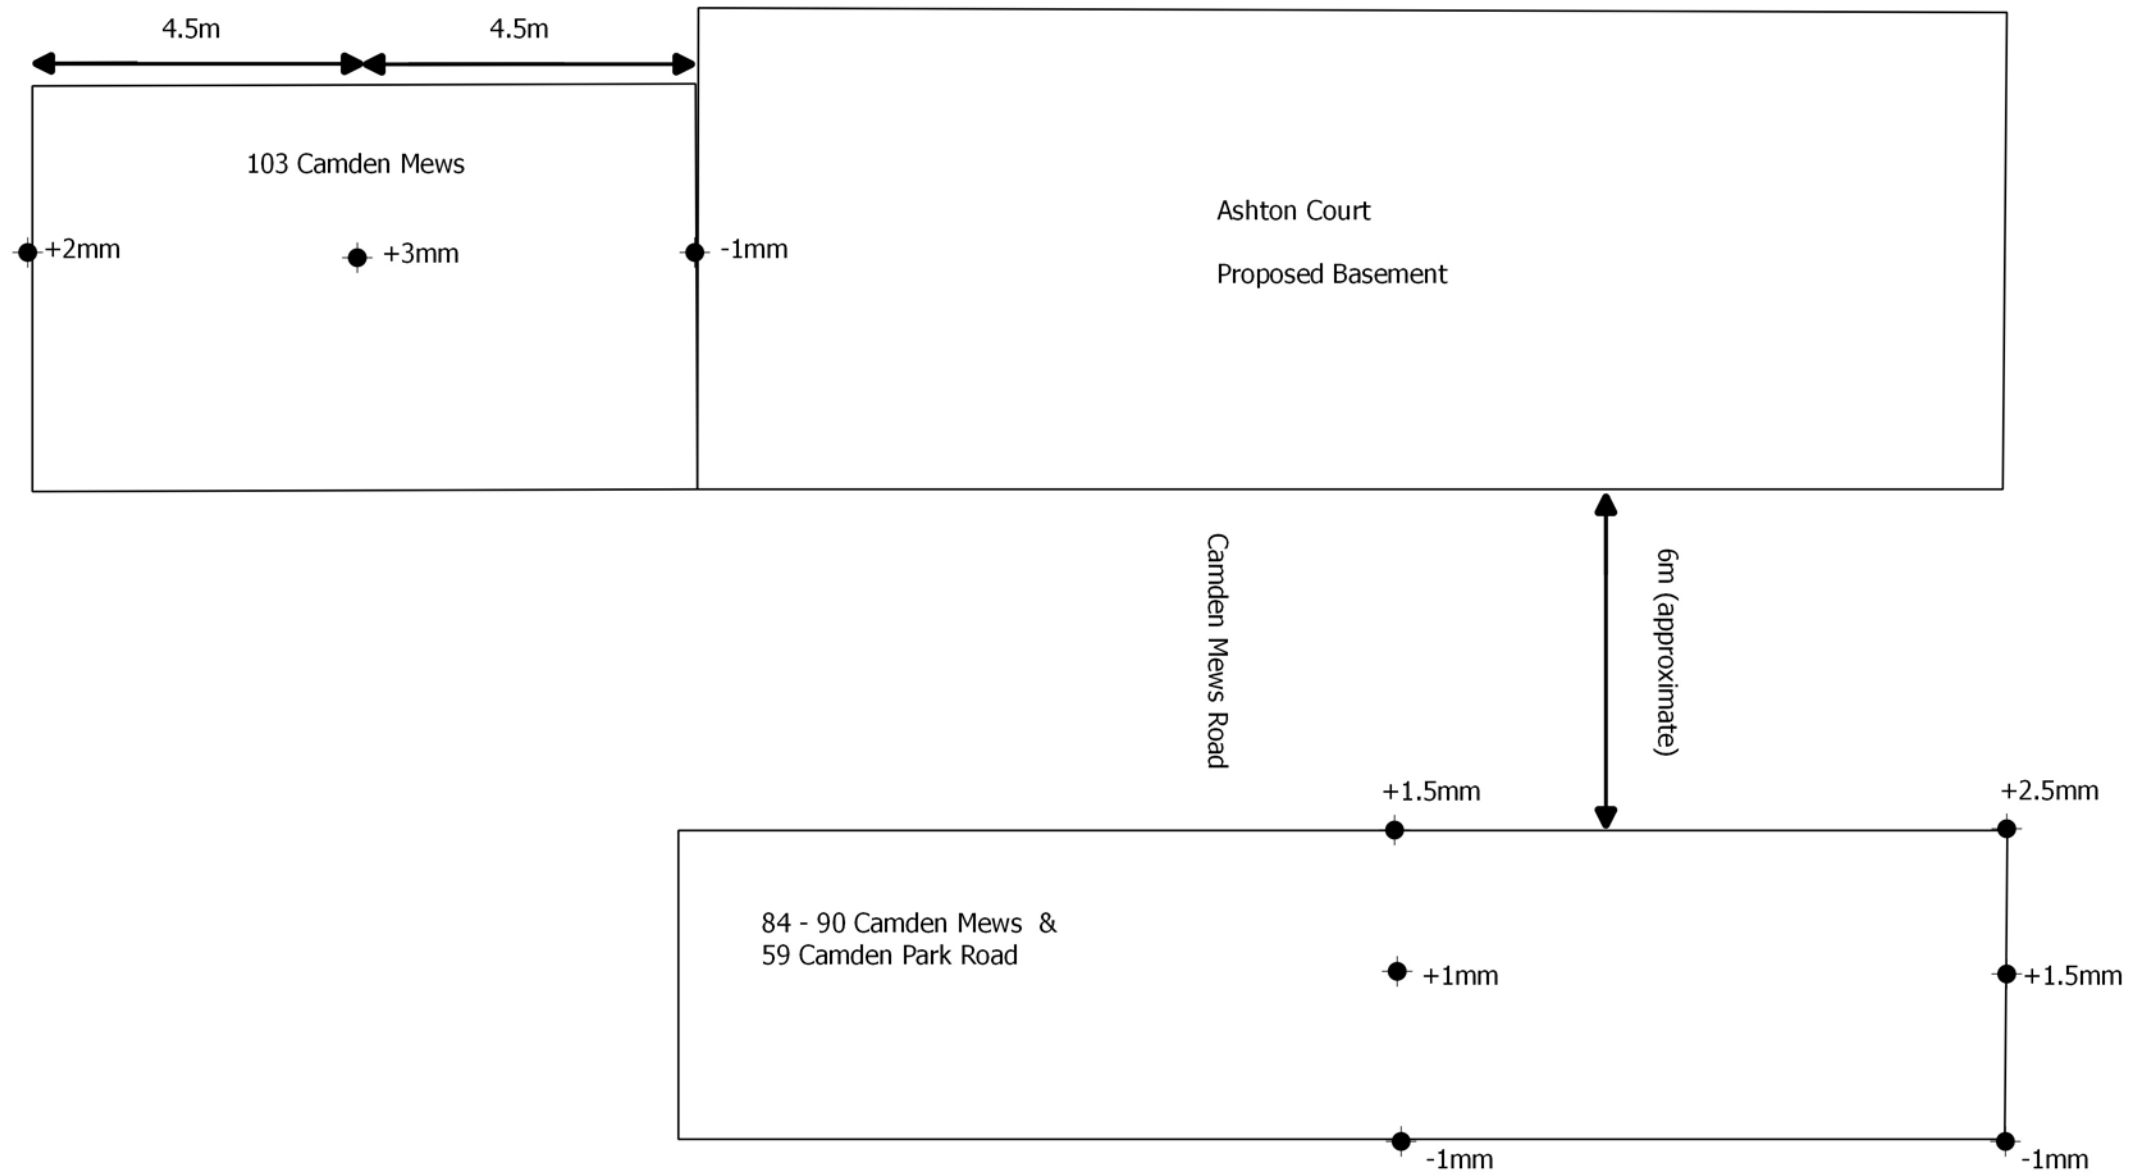 4.5m
4.5m
103 Camden Mews
+2mm
+3mm
-1mm
Ashton Court
Proposed Basement
Camden Mews Road
6m (approximate)
+1.5mm
+2.5mm
84 - 90 Camden Mews &
59 Camden Park Road
+1mm
+1.5mm
-1mm
-1mm